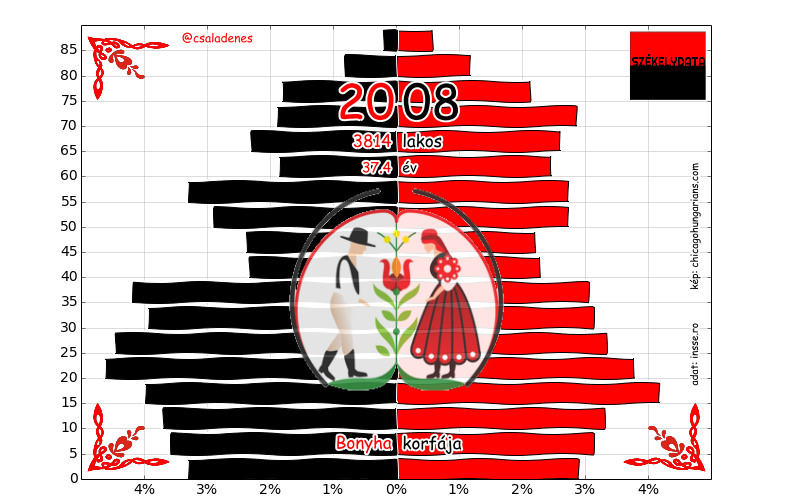 @csaladenes
SZÉKELYDATA
2008
3814 lakos
37.4 év
kép: chicagohungarians.com
adat: insse.ro
Bonyha korfája
85
80
75
70
65
60
55
50
45
40
35
30
25
20
15
10
5
0
4% 3% 2% 1% 0% 1% 2% 3% 4%